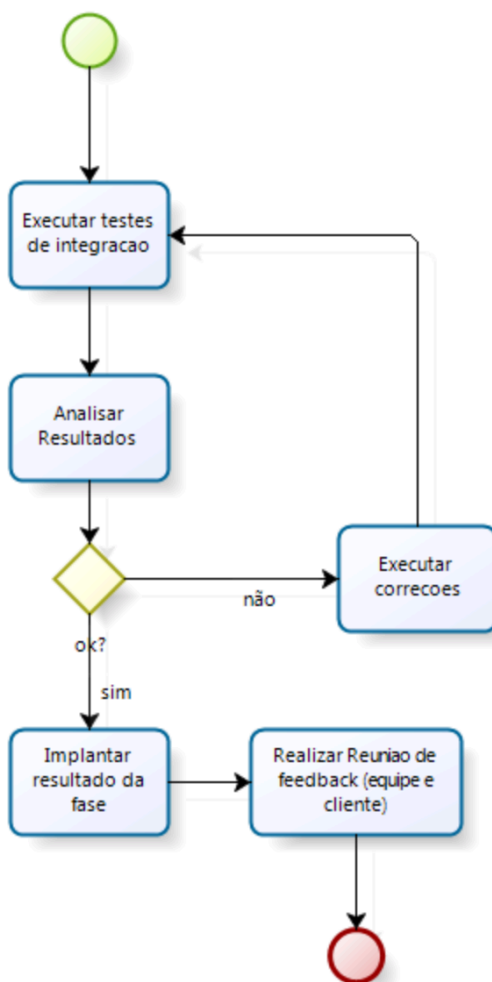 Executar testes
de integracao
Analisar
Resultados
Executar
correcoes
não
ok?
sim
Implantar
resultado da
fase
Realizar Reuniao de
feedback (equipe e
cliente)